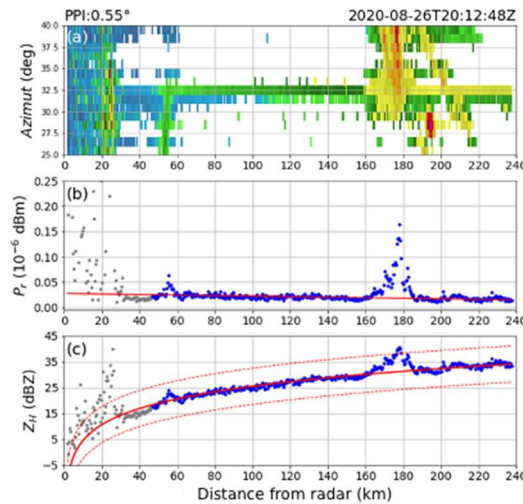 PPI:0.55° 2020-08-26T20:12:48Z
(a)
Azimut (deg)
40.0
37.5
35.0
32.5
30.0
27.5
25.0
0 20 40 60 80 100 120 140 160 180 200 220 240
(b)
P_r (10^-6 dBm)
0.25
0.20
0.15
0.10
0.05
0.00
0 20 40 60 80 100 120 140 160 180 200 220 240
(c)
Z_H (dBZ)
45
35
25
15
5
-5
0 20 40 60 80 100 120 140 160 180 200 220 240
Distance from radar (km)